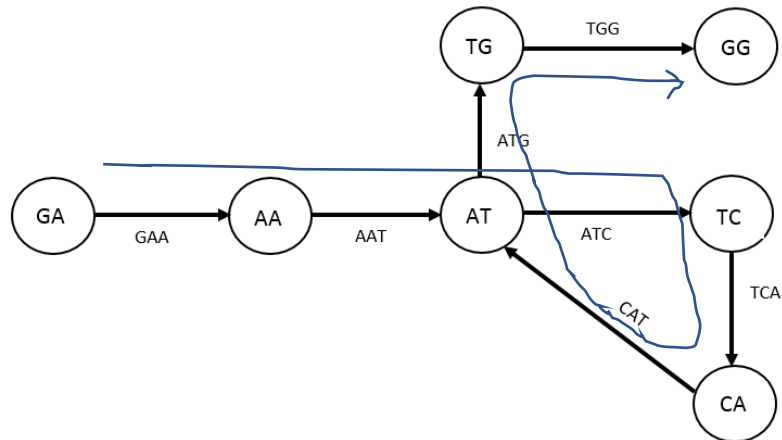 TGG
TG GG
ATG
GA AA AT TC
GAA AAT ATC
TCA
CAT
CA